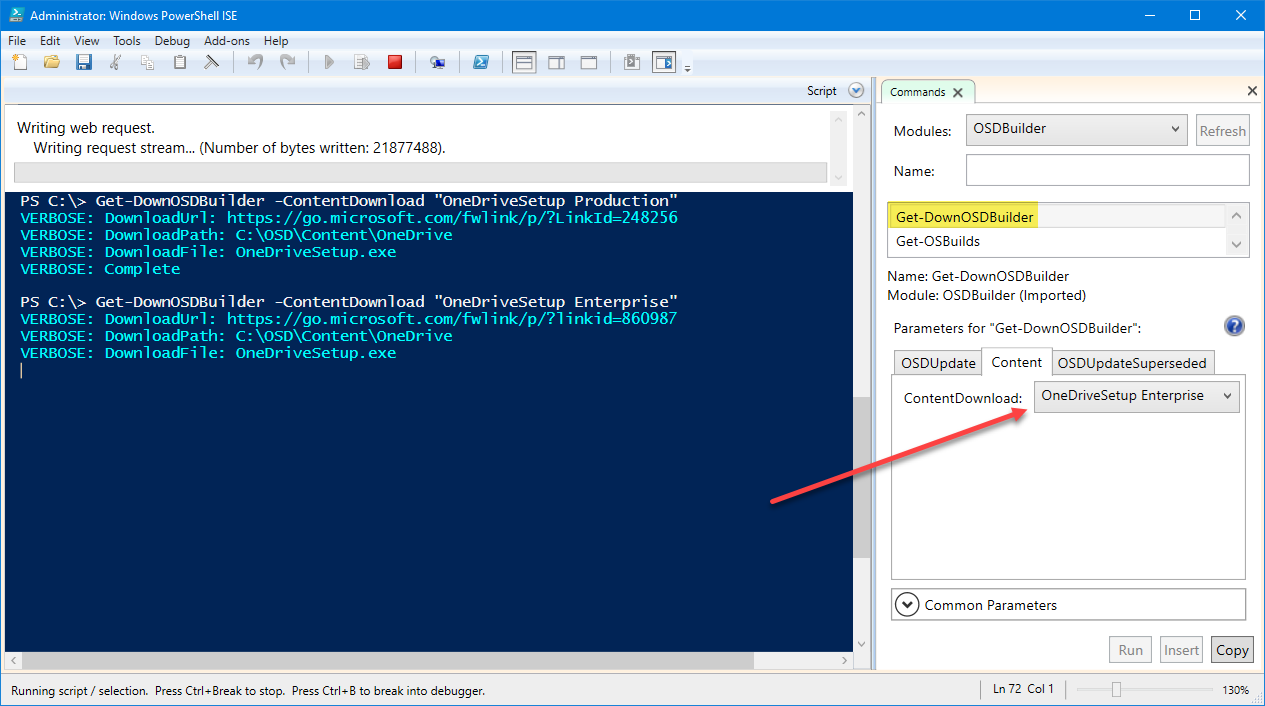 Administrator: Windows PowerShell ISE
File Edit View Tools Debug Add-ons Help
Script
Writing web request.
Writing request stream... (Number of bytes written: 21877488).
PS C:\> Get-DownOSDBuilder -ContentDownload "OneDriveSetup Production"
VERBOSE: DownloadUrl: https://go.microsoft.com/fwlink/p/?LinkId=248256
VERBOSE: DownloadPath: C:\OSD\Content\OneDrive
VERBOSE: DownloadFile: OneDriveSetup.exe
VERBOSE: Complete
PS C:\> Get-DownOSDBuilder -ContentDownload "OneDriveSetup Enterprise"
VERBOSE: DownloadUrl: https://go.microsoft.com/fwlink/p/?linkid=860987
VERBOSE: DownloadPath: C:\OSD\Content\OneDrive
VERBOSE: DownloadFile: OneDriveSetup.exe
Commands
Modules: OSDBuilder Refresh
Name:
Get-DownOSDBuilder
Get-OSBuilds
Name: Get-DownOSDBuilder
Module: OSDBuilder (Imported)
Parameters for "Get-DownOSDBuilder":
OSDUpdate Content OSDUpdateSuperseded
ContentDownload: OneDriveSetup Enterprise
Common Parameters
Run Insert Copy
Running script / selection. Press Ctrl+Break to stop. Press Ctrl+B to break into debugger.
Ln 72 Col 1
130%